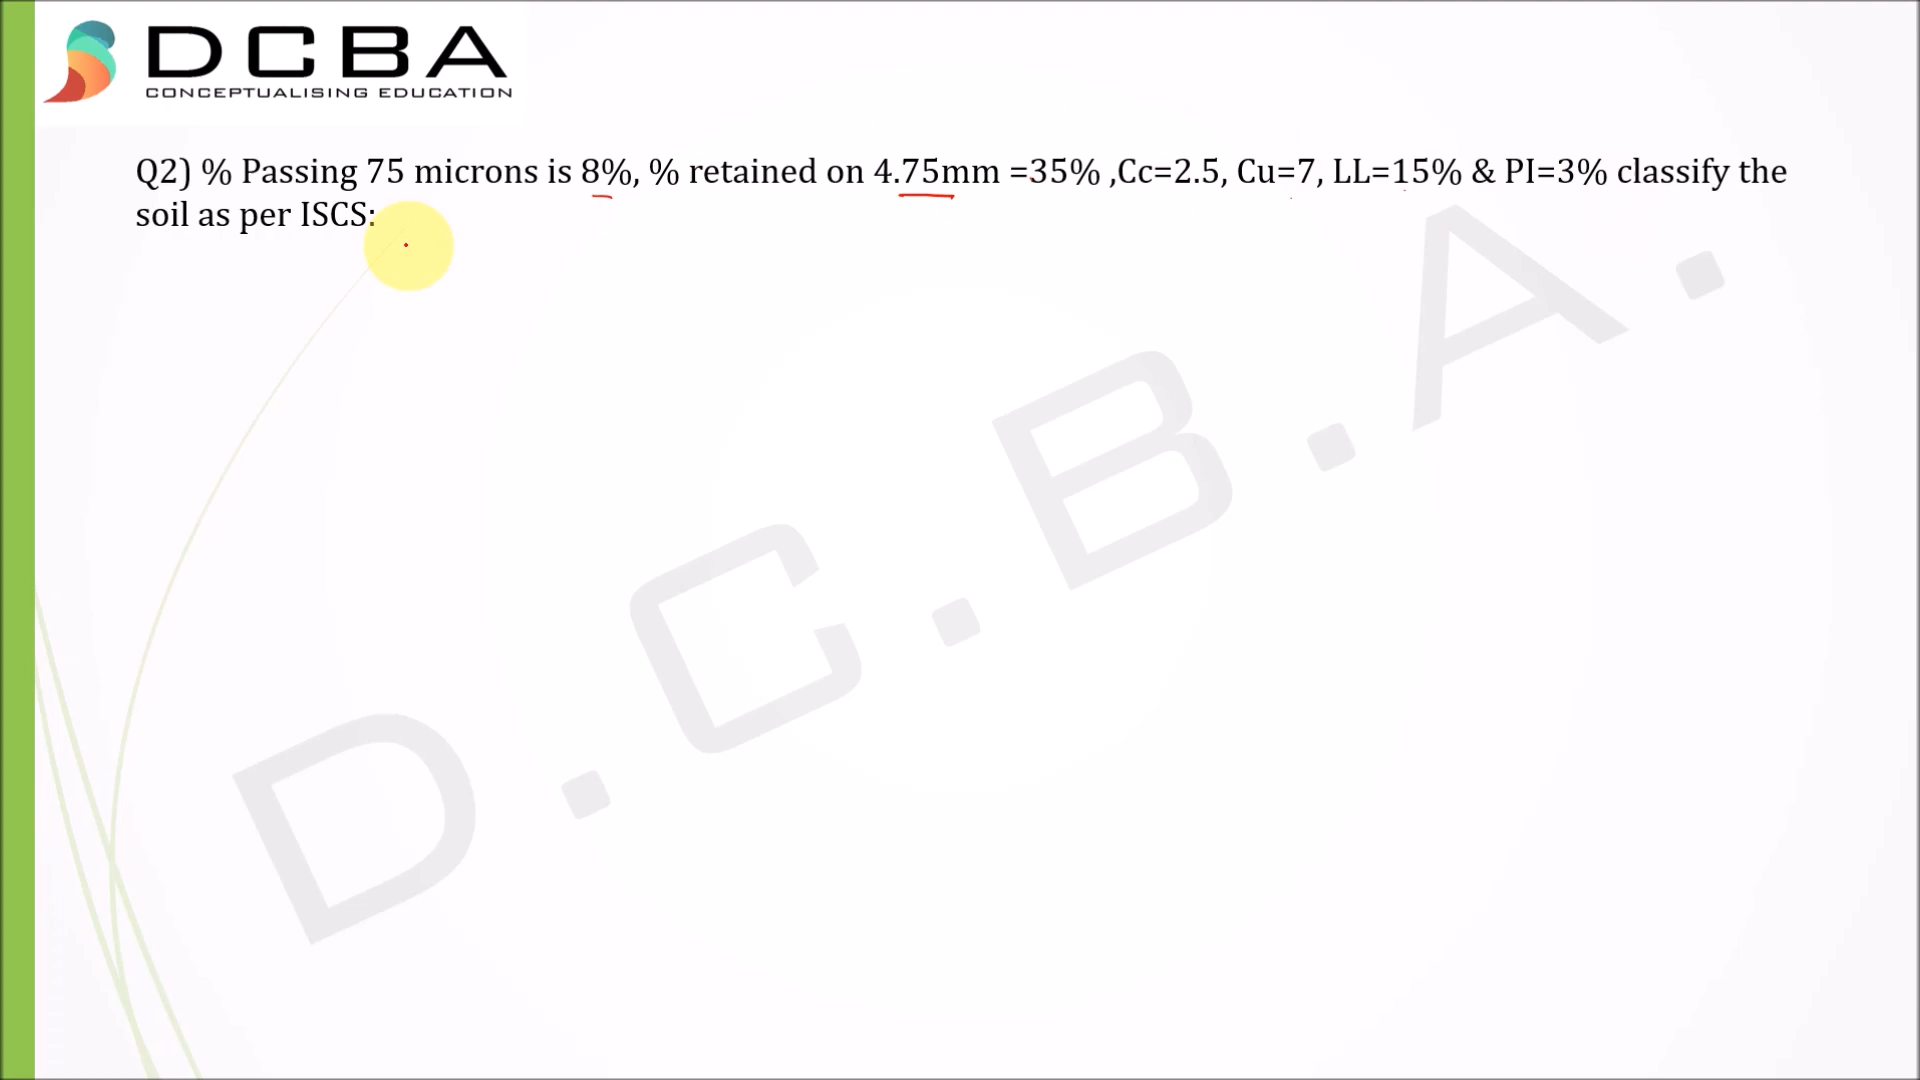 DCBA
CONCEPTUALISING EDUCATION
Q2) % Passing 75 microns is 8%, % retained on 4.75mm =35% ,Cc=2.5, Cu=7, LL=15% & PI=3% classify the
soil as per ISCS:
D.C.B.A.